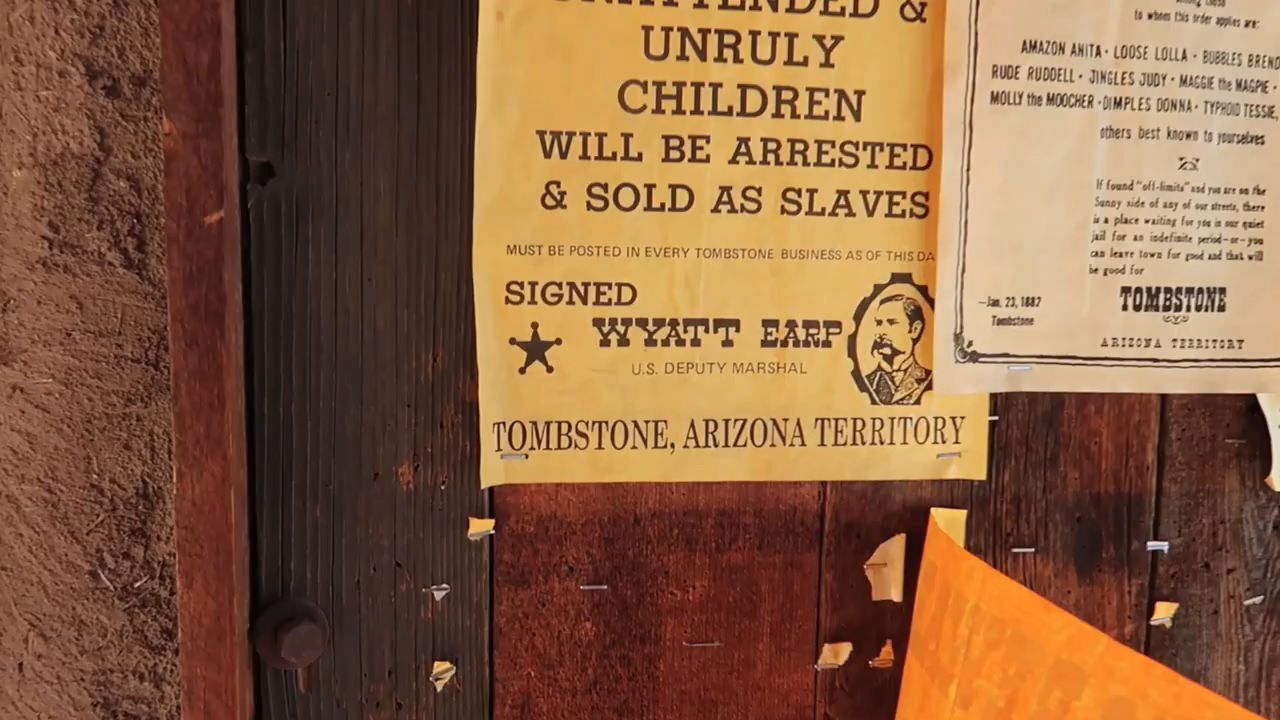 UNATTENDED &
UNRULY
CHILDREN
WILL BE ARRESTED
& SOLD AS SLAVES
MUST BE POSTED IN EVERY TOMBSTONE BUSINESS AS OF THIS DA
SIGNED
WYATT EARP
U.S. DEPUTY MARSHAL
TOMBSTONE, ARIZONA TERRITORY
among those
to whom this order applies are:
AMAZON ANITA • LOOSE LOLLA • BUBBLES BREND
RUDE RUDDELL • JINGLES JUDY • MAGGIE the MAGPIE •
MOLLY the MOOCHER • DIMPLES DONNA • TYPHOID TESSIE,
others best known to yourselves
If found "off-limits" and you are on the
Sunny side of any of our streets, there
is a place waiting for you in our quiet
jail for an indefinite period—or—you
can leave town for good and that will
be good for
TOMBSTONE
ARIZONA TERRITORY
—Jan. 23, 1882
Tombstone